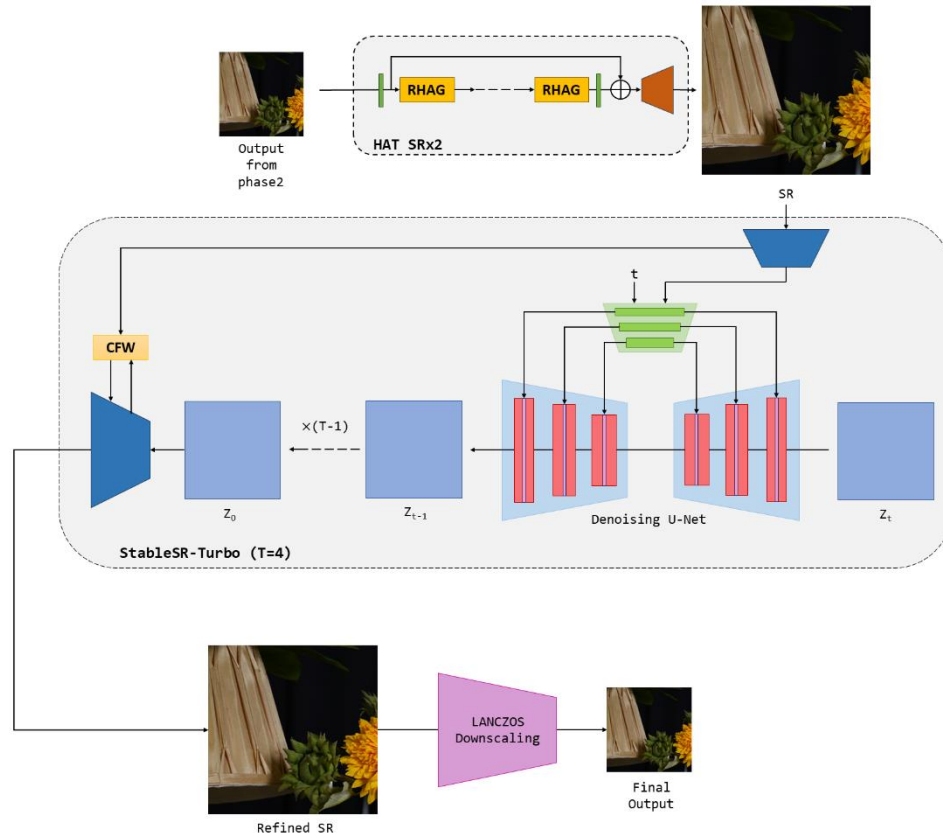 RHAG
RHAG
HAT SRx2
Output
from
phase2
SR
t
CFW
×(T-1)
Z₀
Zₜ₋₁
Denoising U-Net
Zₜ
StableSR-Turbo (T=4)
LANCZOS
Downscaling
Refined SR
Final
Output